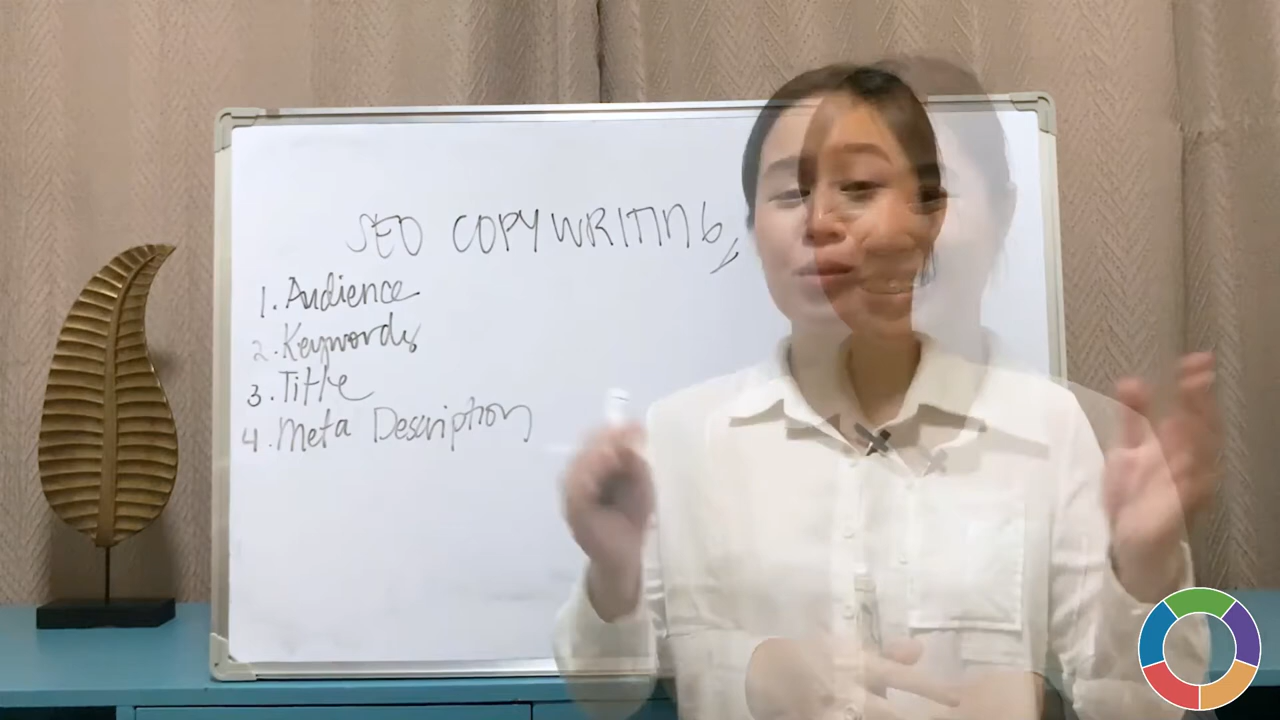 SEO COPYWRITING
1. Audience
2. Keywords
3. Title
4. Meta Description